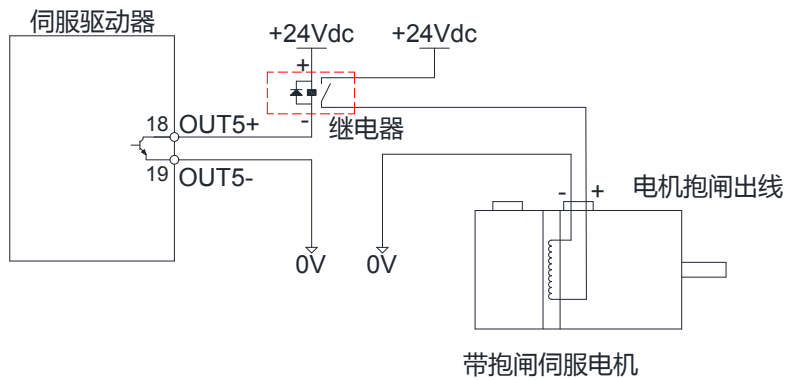 伺服驱动器
+24Vdc
+24Vdc
+
-
继电器
18
OUT5+
19
OUT5-
-
+
电机抱闸出线
0V
0V
带抱闸伺服电机